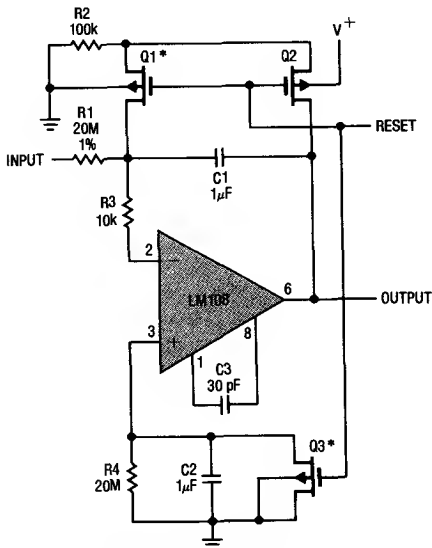 R2
100k
Q1*
Q2
V+
R1
20M
1%
RESET
INPUT
C1
1µF
R3
10k
2
−
LM108
6
OUTPUT
3
+
1
8
C3
30 pF
Q3*
R4
20M
C2
1µF